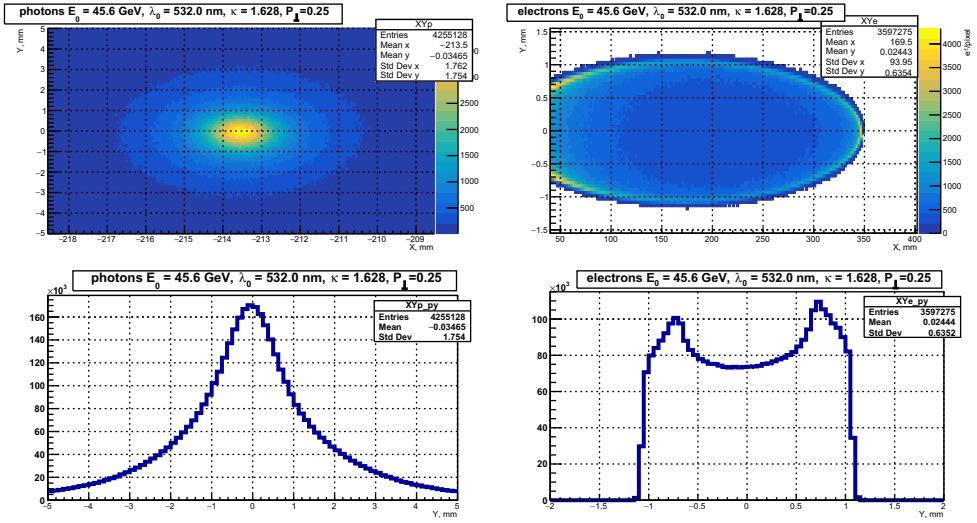 photons E0 = 45.6 GeV, λ0 = 532.0 nm, κ = 1.628, P⊥=0.25
XYp
Entries 4255128
Mean x −213.5
Mean y −0.03465
Std Dev x 1.762
Std Dev y 1.754
Y, mm
5
4
3
2
1
0
−1
−2
−3
−4
−5
−218 −217 −216 −215 −214 −213 −212 −211 −210 −209
X, mm
2500
2000
1500
1000
500
electrons E0 = 45.6 GeV, λ0 = 532.0 nm, κ = 1.628, P⊥=0.25
XYe
Entries 3597275
Mean x 169.5
Mean y 0.02443
Std Dev x 93.95
Std Dev y 0.6354
Y, mm
1.5
1
0.5
0
−0.5
−1
−1.5
50 100 150 200 250 300 350 400
X, mm
e±/pixel
4000
3500
3000
2500
2000
1500
1000
500
0
photons E0 = 45.6 GeV, λ0 = 532.0 nm, κ = 1.628, P⊥=0.25
XYp_py
Entries 4255128
Mean −0.03465
Std Dev 1.754
×10³
160
140
120
100
80
60
40
20
0
−5 −4 −3 −2 −1 0 1 2 3 4 5
Y, mm
electrons E0 = 45.6 GeV, λ0 = 532.0 nm, κ = 1.628, P⊥=0.25
XYe_py
Entries 3597275
Mean 0.02444
Std Dev 0.6352
×10³
100
80
60
40
20
0
−2 −1.5 −1 −0.5 0 0.5 1 1.5 2
Y, mm